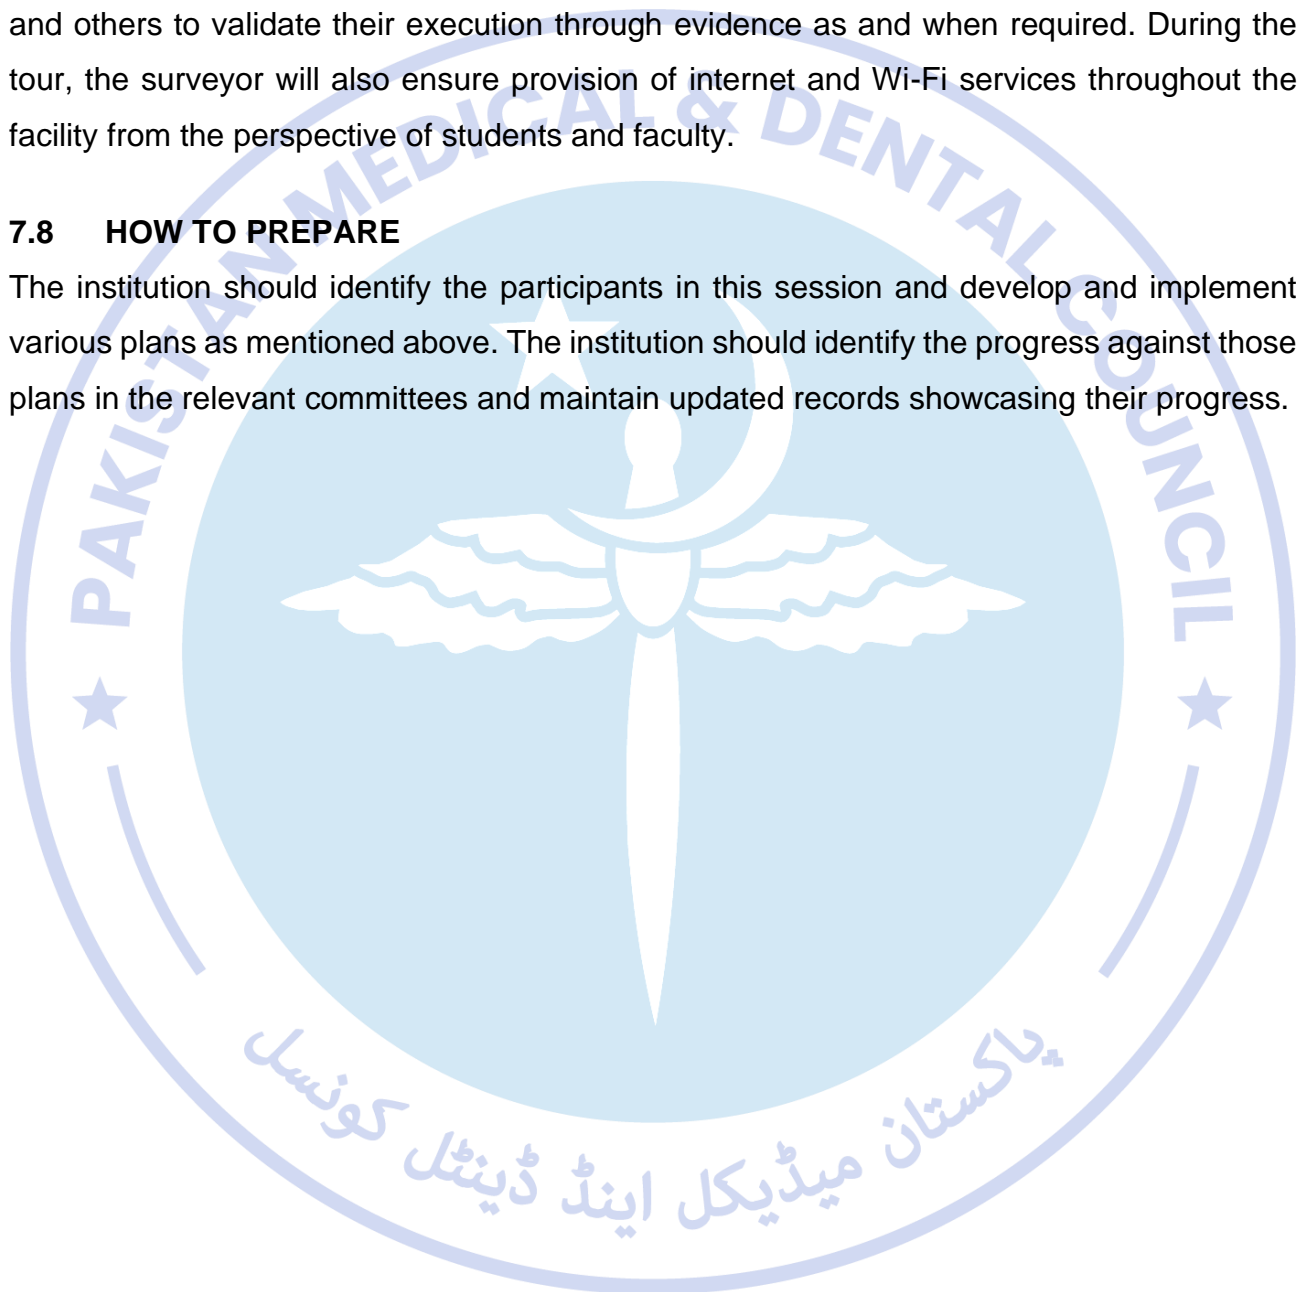 and others to validate their execution through evidence as and when required. During the
tour, the surveyor will also ensure provision of internet and Wi-Fi services throughout the
facility from the perspective of students and faculty.
7.8 HOW TO PREPARE
The institution should identify the participants in this session and develop and implement
various plans as mentioned above. The institution should identify the progress against those
plans in the relevant committees and maintain updated records showcasing their progress.
PAKISTAN MEDICAL & DENTAL COUNCIL
پاکستان میڈیکل اینڈ ڈینٹل کونسل